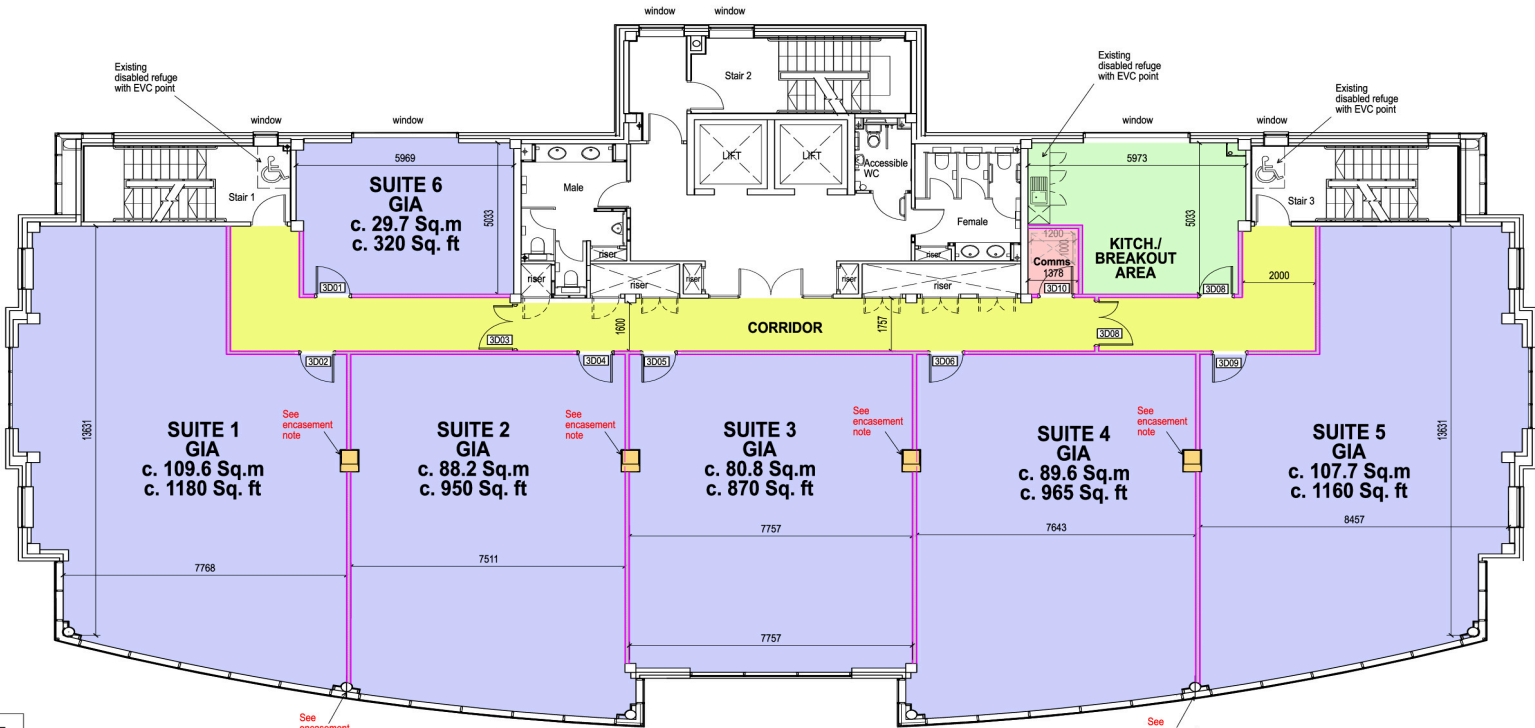 window
window
Existing
disabled refuge
with EVC point
Stair 2
Existing
disabled refuge
with EVC point
Existing
disabled refuge
with EVC point
window
window
window
window
LIFT
LIFT
Accessible
WC
5969
5973
SUITE 6
GIA
c. 29.7 Sq.m
c. 320 Sq. ft
5033
Stair 1
Male
Female
5033
Stair 3
KITCH./
BREAKOUT
AREA
1200
1000
Comms
1378
riser
riser
riser
riser
riser
riser
riser
riser
2000
3D01
3D10
3D08
3D03
1600
CORRIDOR
1757
3D08
3D02
3D04
3D05
3D06
3D09
13631
SUITE 1
GIA
c. 109.6 Sq.m
c. 1180 Sq. ft
See
encasement
note
SUITE 2
GIA
c. 88.2 Sq.m
c. 950 Sq. ft
See
encasement
note
SUITE 3
GIA
c. 80.8 Sq.m
c. 870 Sq. ft
See
encasement
note
SUITE 4
GIA
c. 89.6 Sq.m
c. 965 Sq. ft
See
encasement
note
SUITE 5
GIA
c. 107.7 Sq.m
c. 1160 Sq. ft
13631
7768
7511
7757
7643
8457
7757
See
encasement
See